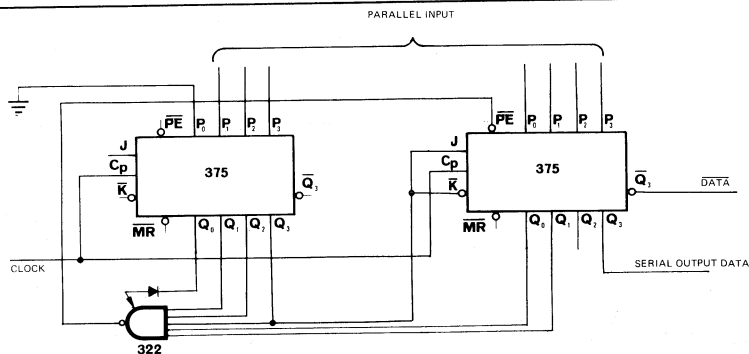 PARALLEL INPUT
PE P0 P1 P2 P3
J
Cp 375 Q3
K
MR Q0 Q1 Q2 Q3
PE P0 P1 P2 P3
J
Cp 375 Q3
K
MR Q0 Q1 Q2 Q3
DATA
CLOCK
SERIAL OUTPUT DATA
322